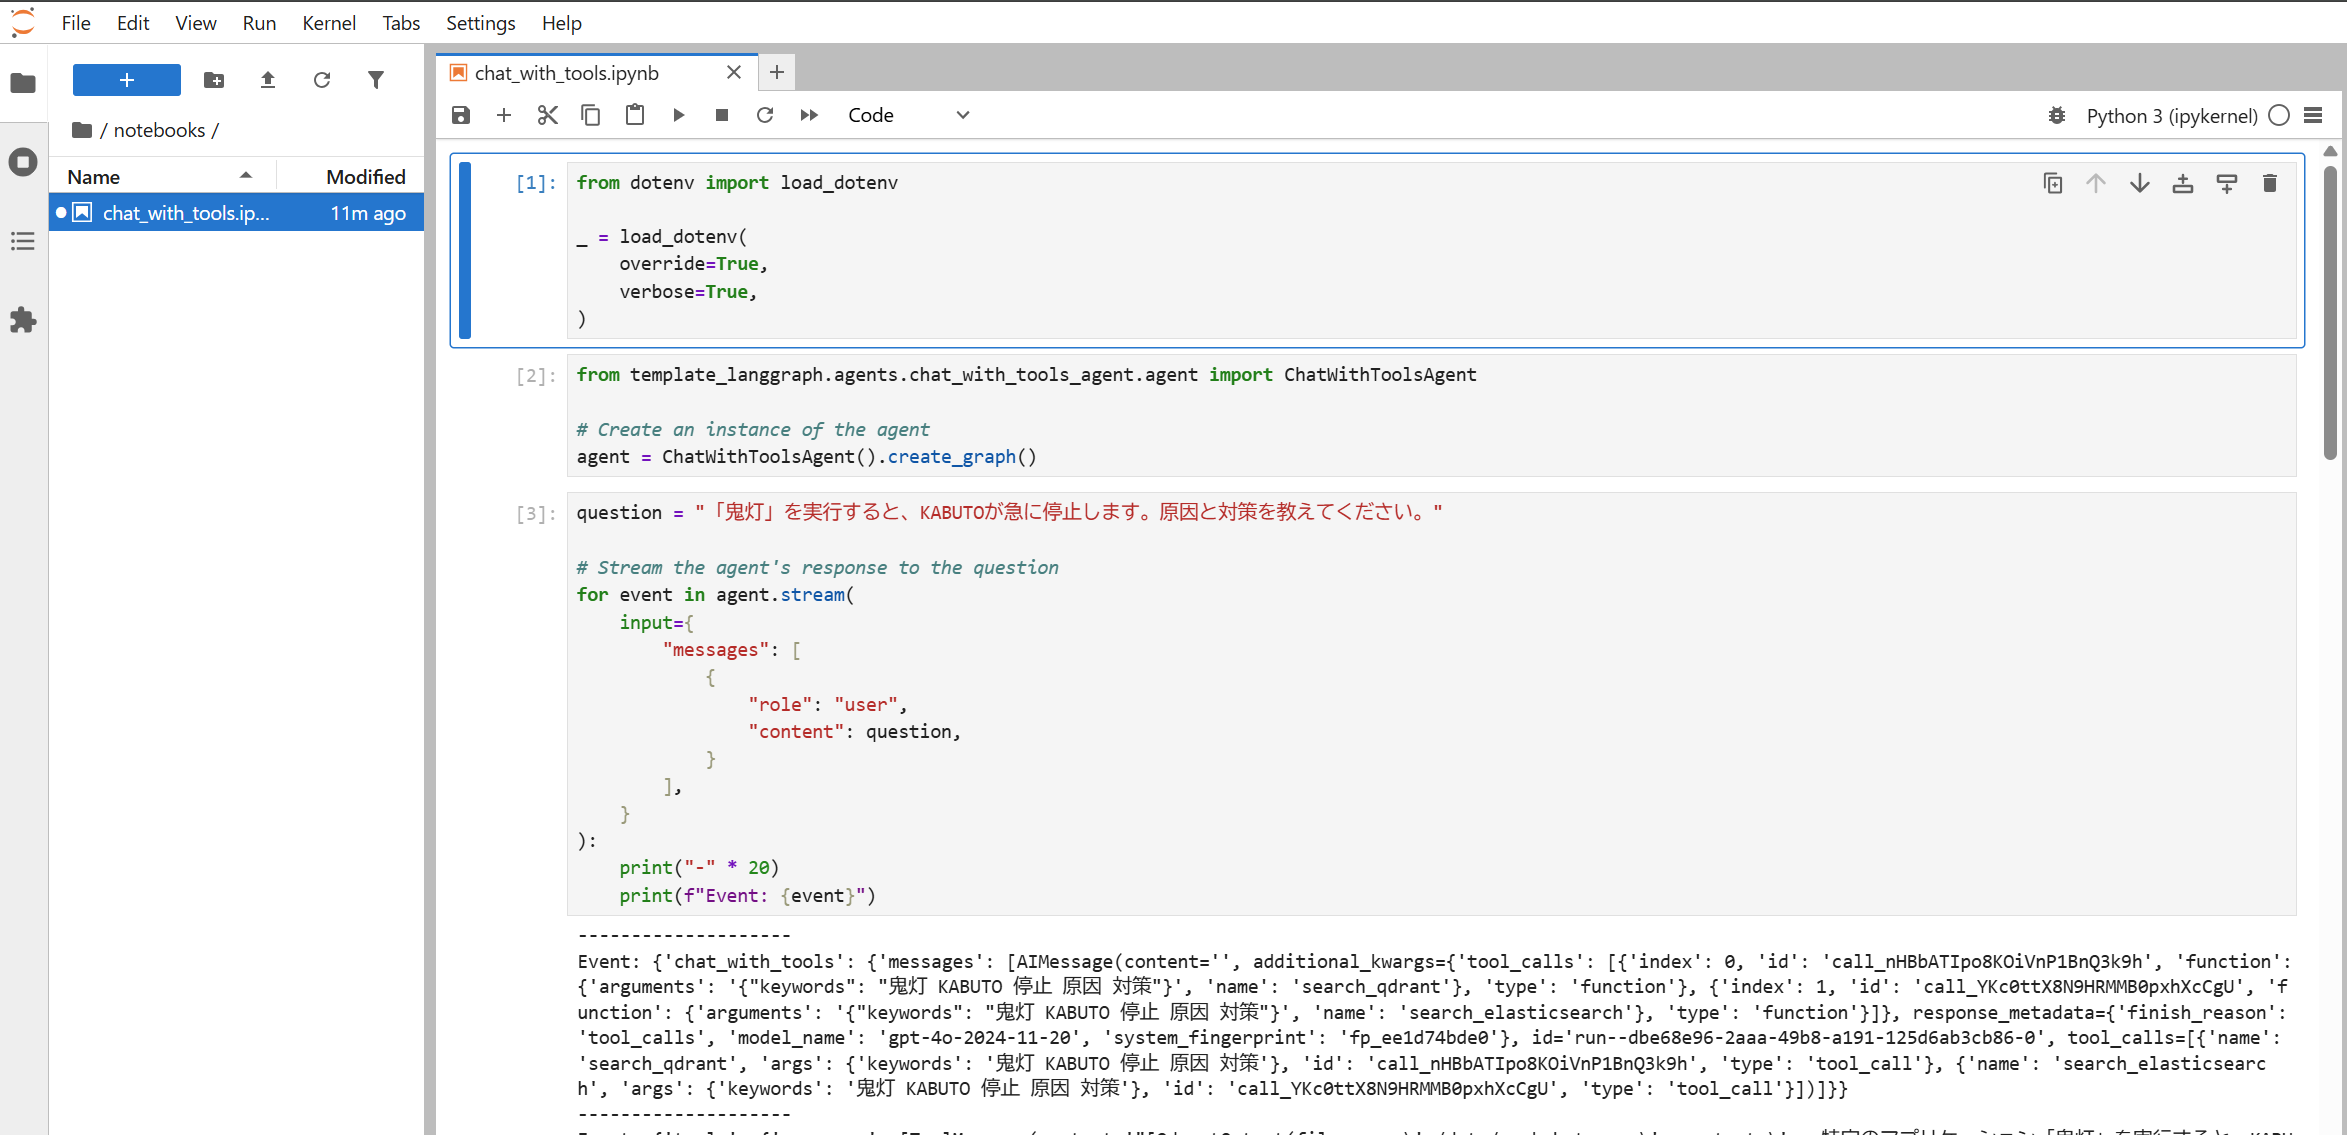 File Edit View Run Kernel Tabs Settings Help
+
/ notebooks /
Name Modified
chat_with_tools.ip... 11m ago
chat_with_tools.ipynb
Code
Python 3 (ipykernel)
[1]: from dotenv import load_dotenv
_ = load_dotenv(
override=True,
verbose=True,
)
[2]: from template_langgraph.agents.chat_with_tools_agent.agent import ChatWithToolsAgent
# Create an instance of the agent
agent = ChatWithToolsAgent().create_graph()
[3]: question = "「鬼灯」を実行すると、KABUTOが急に停止します。原因と対策を教えてください。"
# Stream the agent's response to the question
for event in agent.stream(
input={
"messages": [
{
"role": "user",
"content": question,
}
],
}
):
print("-" * 20)
print(f"Event: {event}")
--------------------
Event: {'chat_with_tools': {'messages': [AIMessage(content='', additional_kwargs={'tool_calls': [{'index': 0, 'id': 'call_nHBbATIpo8KOiVnP1BnQ3k9h', 'function':
{'arguments': '{"keywords": "鬼灯 KABUTO 停止 原因 対策"}', 'name': 'search_qdrant'}, 'type': 'function'}, {'index': 1, 'id': 'call_YKc0ttX8N9HRMMB0pxhXcCgU', 'f
unction': {'arguments': '{"keywords": "鬼灯 KABUTO 停止 原因 対策"}', 'name': 'search_elasticsearch'}, 'type': 'function'}]}, response_metadata={'finish_reason':
'tool_calls', 'model_name': 'gpt-4o-2024-11-20', 'system_fingerprint': 'fp_ee1d74bde0'}, id='run--dbe68e96-2aaa-49b8-a191-125d6ab3cb86-0', tool_calls=[{'name':
'search_qdrant', 'args': {'keywords': '鬼灯 KABUTO 停止 原因 対策'}, 'id': 'call_nHBbATIpo8KOiVnP1BnQ3k9h', 'type': 'tool_call'}, {'name': 'search_elasticsearc
h', 'args': {'keywords': '鬼灯 KABUTO 停止 原因 対策'}, 'id': 'call_YKc0ttX8N9HRMMB0pxhXcCgU', 'type': 'tool_call'}])]}}
--------------------